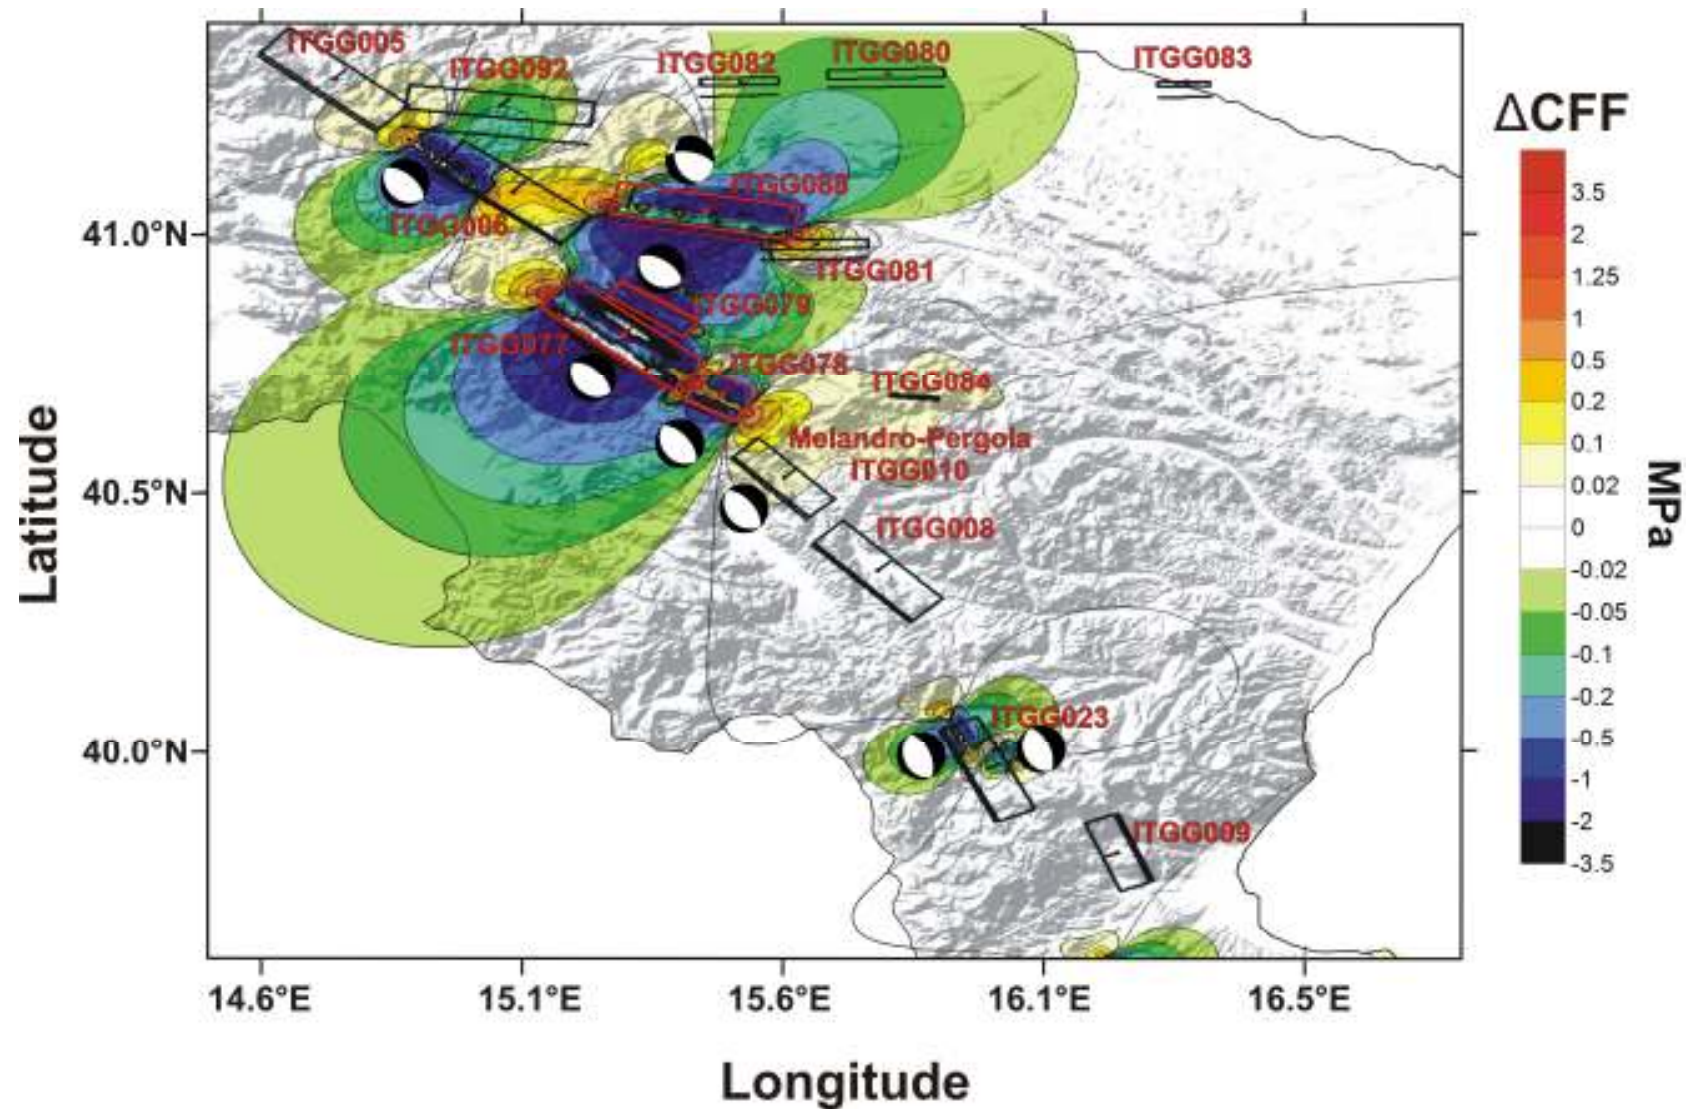 ITGG005
ITGG092
ITGG082
ITGG080
ITGG083
ΔCFF
ITGG088
ITGG006
ITGG081
ITGG079
ITGG077
ITGG078
ITGG084
Melandro-Pergola
ITGG010
ITGG008
ITGG023
ITGG009
41.0°N
40.5°N
40.0°N
Latitude
14.6°E
15.1°E
15.6°E
16.1°E
16.5°E
Longitude
3.5
2
1.25
1
0.5
0.2
0.1
0.02
0
-0.02
-0.05
-0.1
-0.2
-0.5
-1
-2
-3.5
MPa